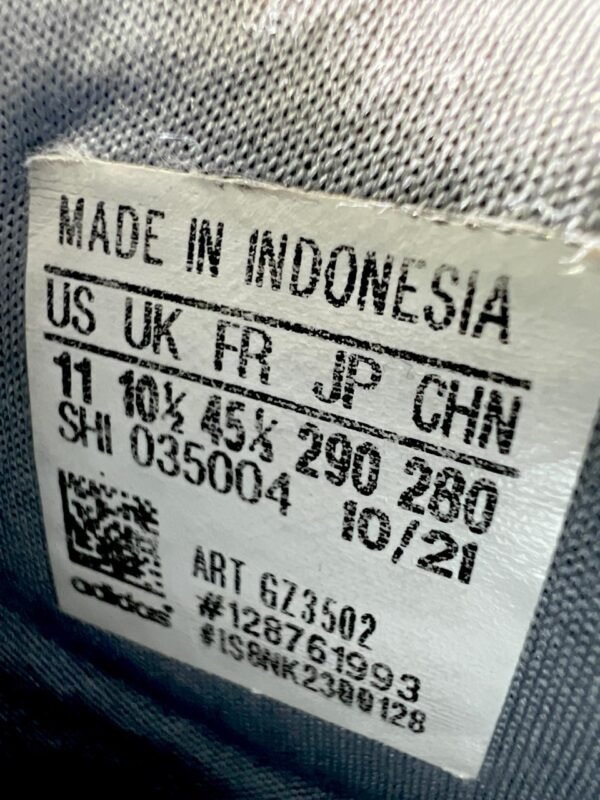 MADE IN INDONESIA
US UK FR JP CHN
11 10½ 45⅓ 290 280
SHI 035004 10/21
ART GZ3502
adidas
#128761993
#IS8NK2300128